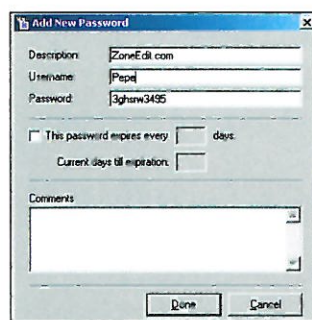 Add New Password
Description: ZoneEdit.com
Username: Pepe
Password: 3ghsrw3495
This password expires every days.
Current days till expiration:
Comments
Done Cancel